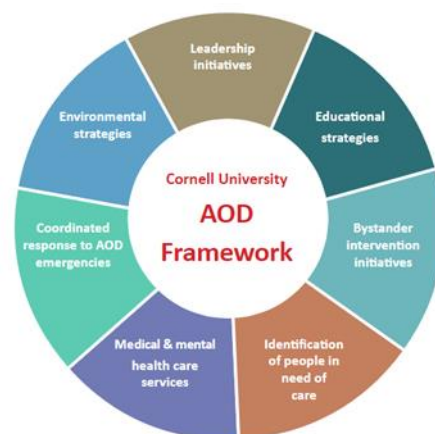 Cornell University
AOD
Framework
Leadership
initiatives
Educational
strategies
Bystander
intervention
initiatives
Identification
of people in
need of
care
Medical & mental
health care
services
Coordinated
response to AOD
emergencies
Environmental
strategies